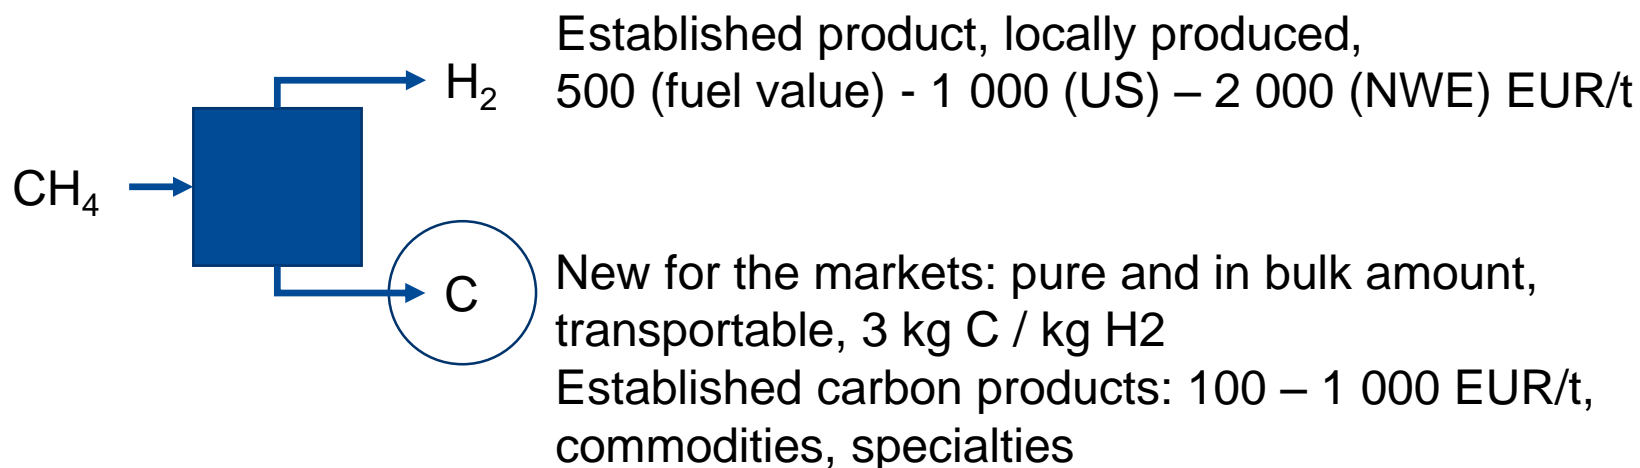 Established product, locally produced,
H₂ 500 (fuel value) - 1 000 (US) – 2 000 (NWE) EUR/t
CH₄
New for the markets: pure and in bulk amount,
C transportable, 3 kg C / kg H2
Established carbon products: 100 – 1 000 EUR/t,
commodities, specialties